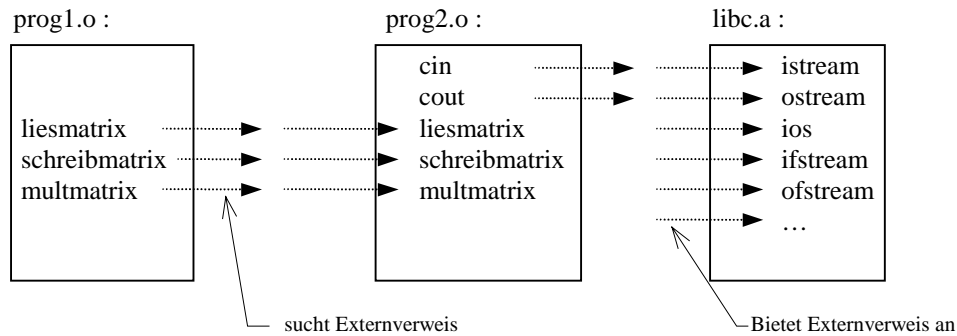 prog1.o :
prog2.o :
libc.a :
cin
istream
cout
ostream
liesmatrix
liesmatrix
ios
schreibmatrix
schreibmatrix
ifstream
multmatrix
multmatrix
ofstream
…
sucht Externverweis
Bietet Externverweis an